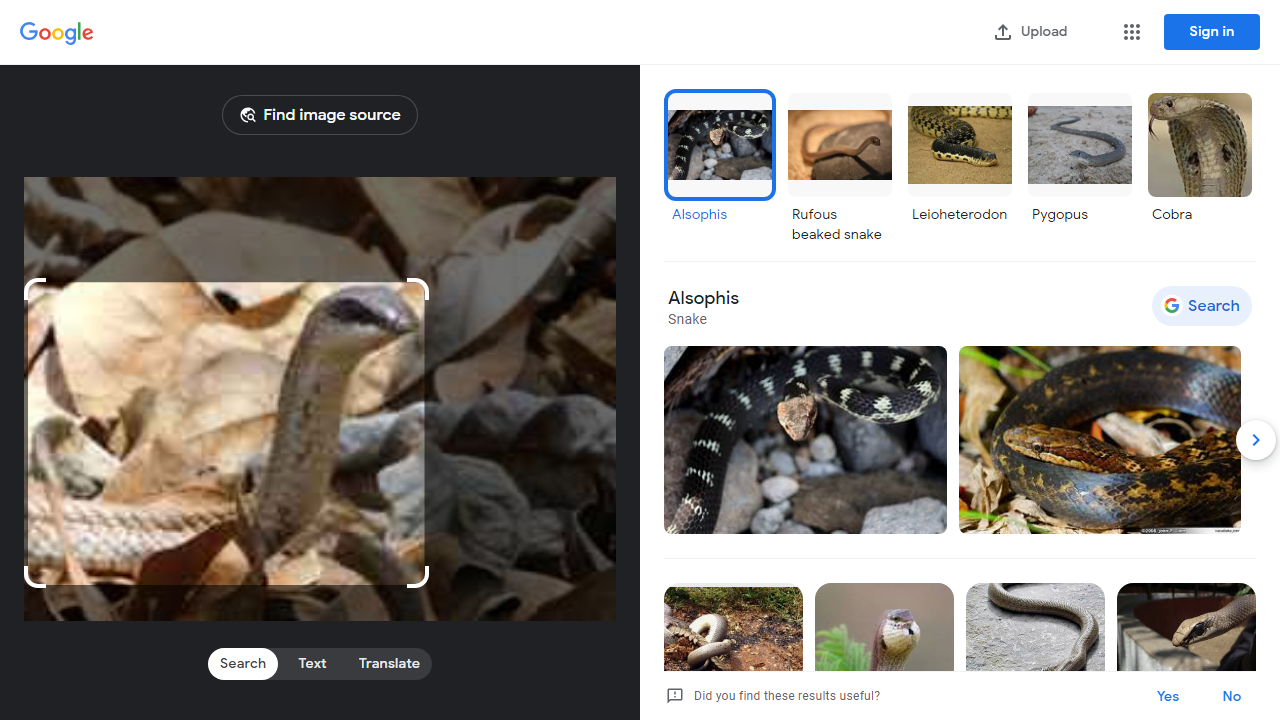 Google
Upload
Sign in
Find image source
Alsophis
Rufous
beaked snake
Leioheterodon
Pygopus
Cobra
Alsophis
Snake
Search
Search
Text
Translate
Did you find these results useful?
Yes
No